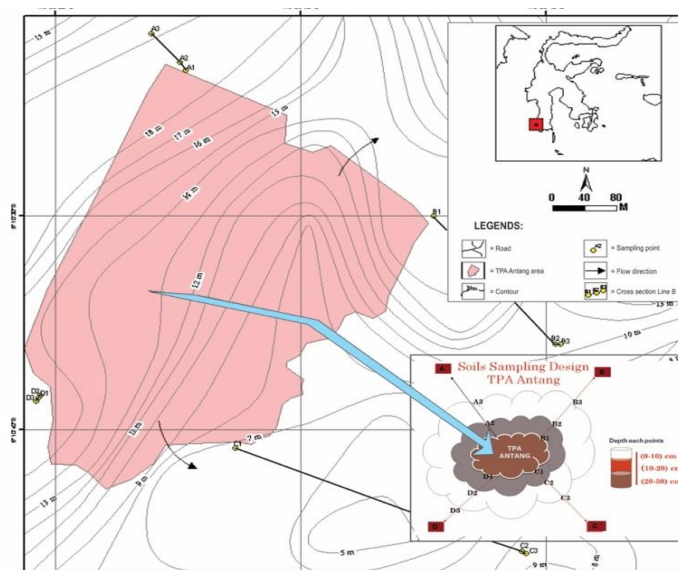 15 m
A3
A2
A1
18 m
17 m
16 m
15 m
14 m
12 m
11 m
9 m
13 m
7 m
5 m
10 m
9 m
B1
B2
B3
C1
C2
C3
D2
D1
D3
N
0 40 80
M
LEGENDS:
= Road
= Sampling point
= TPA Antang area
= Flow direction
= Contour
= Cross section Line B
Soils Sampling Design
TPA Antang
A
B
A3
B3
A2
B2
B1
TPA
ANTANG
D1
C1
D2
C2
D3
C3
D
C
Depth each points
(0-10) cm
(10-20) cm
(20-30) cm